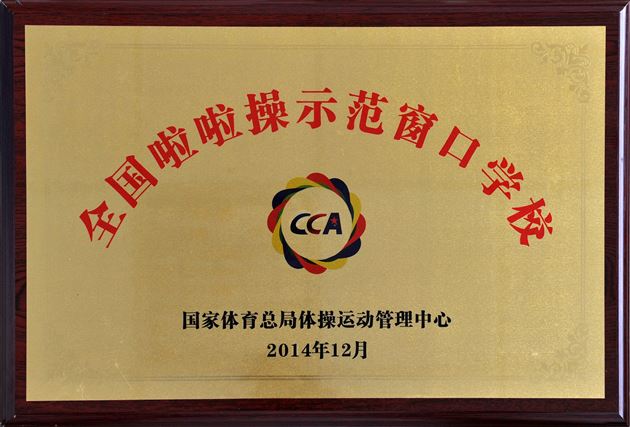 全国啦啦操示范窗口学校
CCA
国家体育总局体操运动管理中心
2014年12月